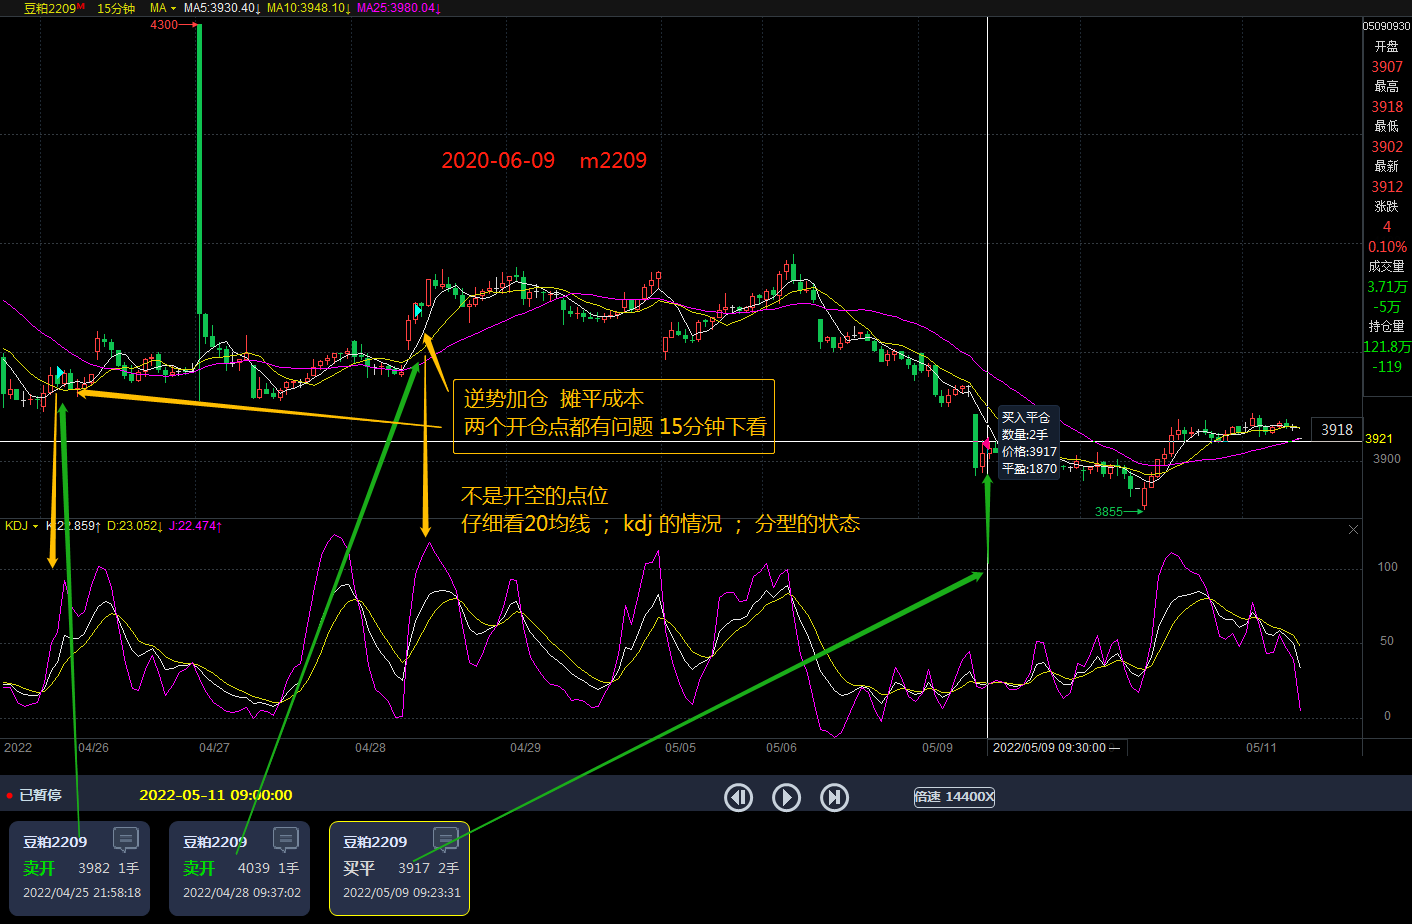 豆粕2209M 15分钟 MA MA5:3930.40↓ MA10:3948.10↓ MA25:3980.04↓
4300
05090930
开盘
3907
最高
3918
最低
3902
最新
3912
涨跌
4
0.10%
成交量
3.71万
-5万
持仓量
121.8万
-119
2020-06-09 m2209
逆势加仓 摊平成本
两个开仓点都有问题 15分钟下看
买入平仓
数量:2手
价格:3917
平盈:1870
3918
3921
3900
3855
不是开空的点位
仔细看20均线 ; kdj 的情况 ; 分型的状态
KDJ K:22.859↑ D:23.052↓ J:22.474↑
100
50
0
2022 04/26 04/27 04/28 04/29 05/05 05/06 05/09 2022/05/09 09:30:00 一 05/11
已暂停 2022-05-11 09:00:00 倍速 14400X
豆粕2209
卖开 3982 1手
2022/04/25 21:58:18
豆粕2209
卖开 4039 1手
2022/04/28 09:37:02
豆粕2209
买平 3917 2手
2022/05/09 09:23:31